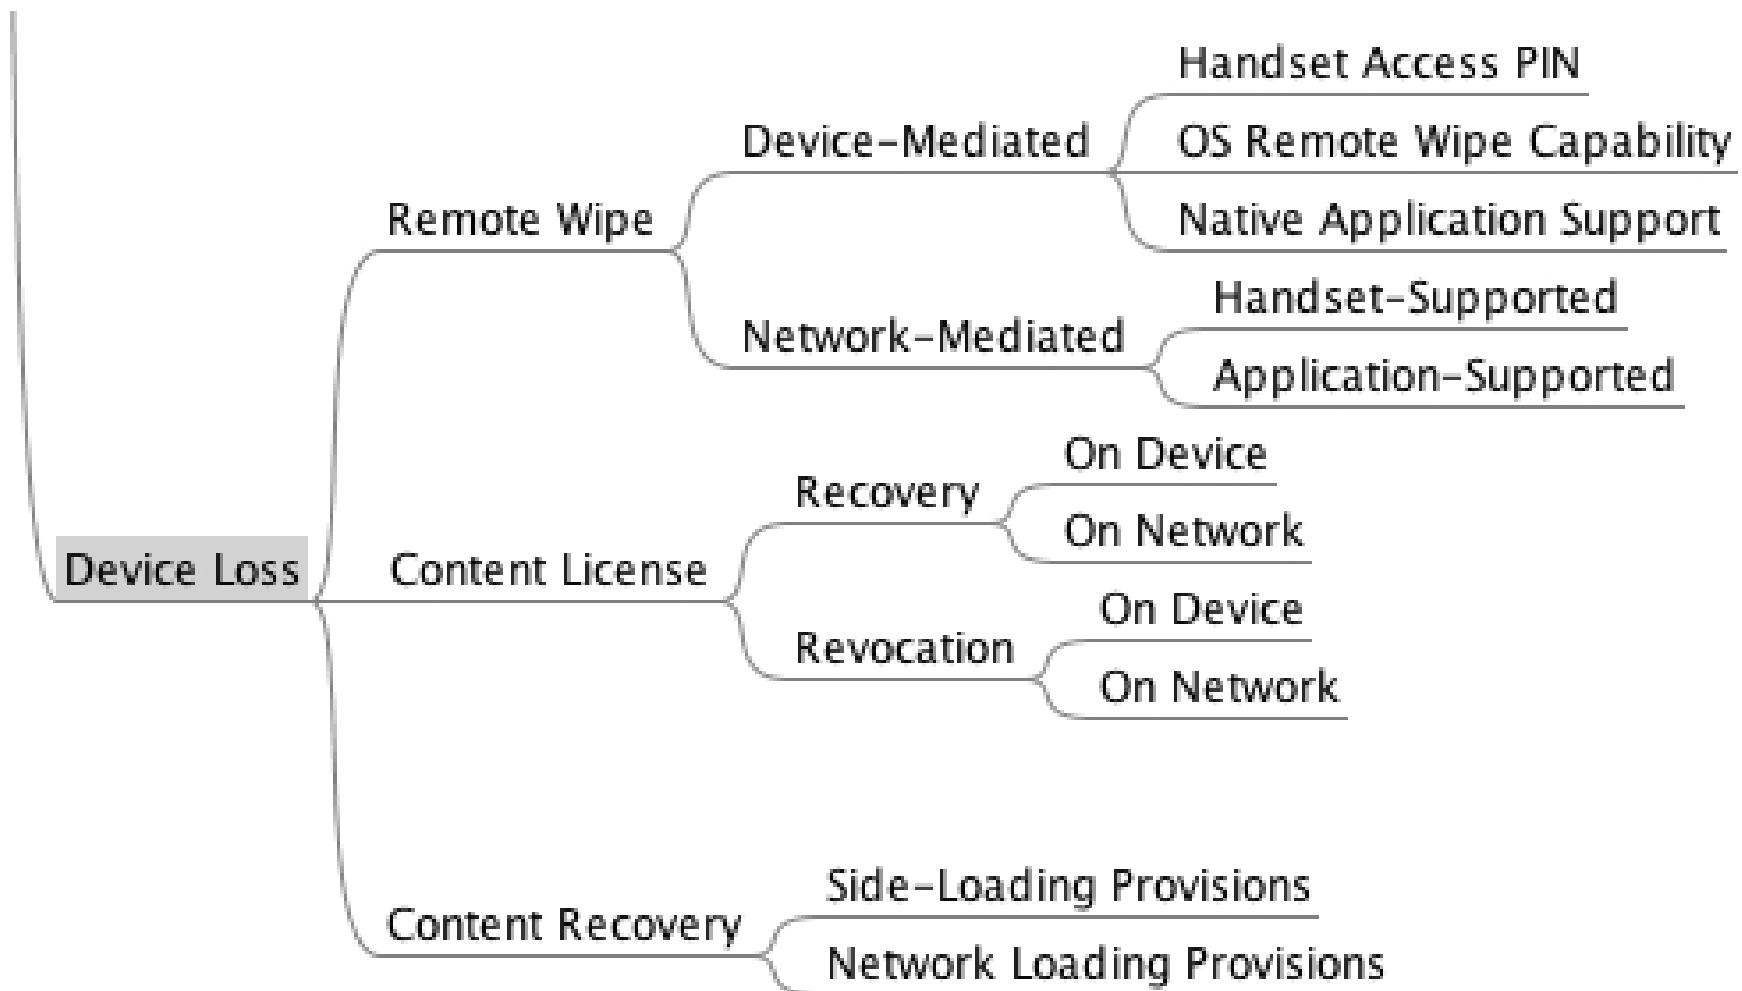 Device Loss
Remote Wipe
Device-Mediated
Handset Access PIN
OS Remote Wipe Capability
Native Application Support
Network-Mediated
Handset-Supported
Application-Supported
Content License
Recovery
On Device
On Network
Revocation
On Device
On Network
Content Recovery
Side-Loading Provisions
Network Loading Provisions